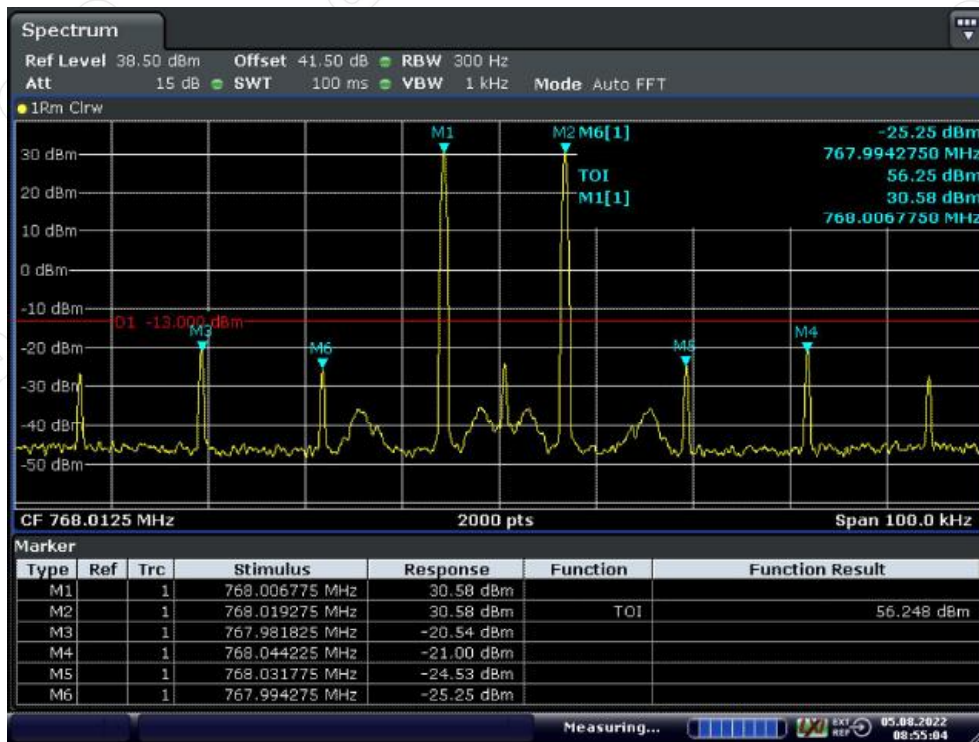 Spectrum
Ref Level 38.50 dBm Offset 41.50 dB RBW 300 Hz
Att 15 dB SWT 100 ms VBW 1 kHz Mode Auto FFT
1Rm Clrw
M1 M2 M6[1] -25.25 dBm
767.9942750 MHz
30 dBm
TOI 56.25 dBm
20 dBm
M1[1] 30.58 dBm
768.0067750 MHz
10 dBm
0 dBm
-10 dBm
D1 -13.000 dBm
M3 M4
-20 dBm
M6 M5
-30 dBm
-40 dBm
-50 dBm
CF 768.0125 MHz 2000 pts Span 100.0 kHz
Marker
Type Ref Trc Stimulus Response Function Function Result
M1 1 768.006775 MHz 30.58 dBm
M2 1 768.019275 MHz 30.58 dBm TOI 56.248 dBm
M3 1 767.981825 MHz -20.54 dBm
M4 1 768.044225 MHz -21.00 dBm
M5 1 768.031775 MHz -24.53 dBm
M6 1 767.994275 MHz -25.25 dBm
Measuring... LXI EXT REF 05.08.2022
08:55:04